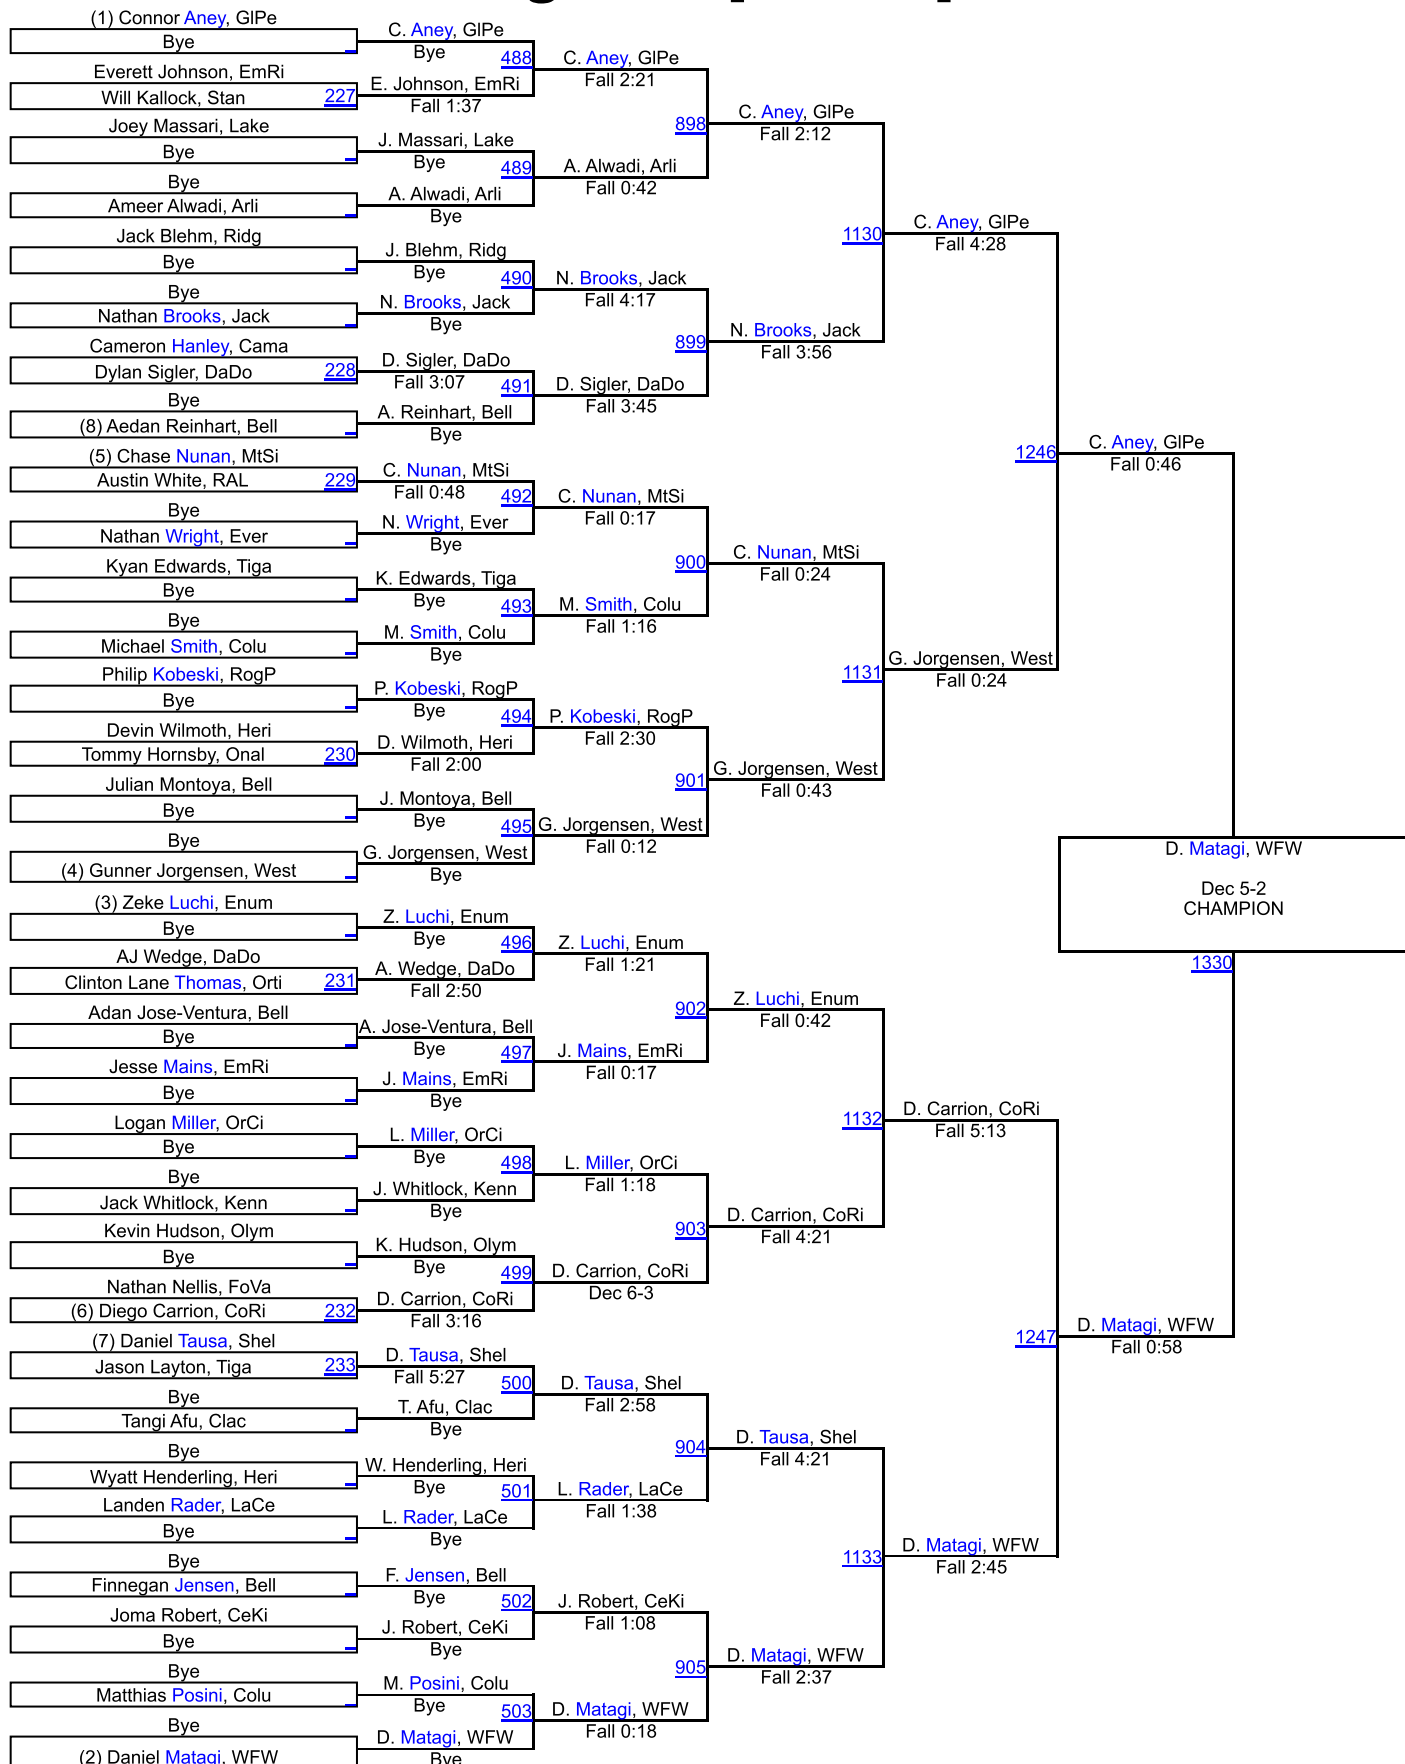 (1) Connor Aney, GlPe
Bye
Everett Johnson, EmRi
Will Kallock, Stan 227
Joey Massari, Lake
Bye
Bye
Ameer Alwadi, Arli
Jack Blehm, Ridg
Bye
Bye
Nathan Brooks, Jack
Cameron Hanley, Cama
Dylan Sigler, DaDo 228
Bye
(8) Aedan Reinhart, Bell
(5) Chase Nunan, MtSi
Austin White, RAL 229
Bye
Nathan Wright, Ever
Kyan Edwards, Tiga
Bye
Bye
Michael Smith, Colu
Philip Kobeski, RogP
Bye
Devin Wilmoth, Heri
Tommy Hornsby, Onal 230
Julian Montoya, Bell
Bye
Bye
(4) Gunner Jorgensen, West
(3) Zeke Luchi, Enum
Bye
AJ Wedge, DaDo
Clinton Lane Thomas, Orti 231
Adan Jose-Ventura, Bell
Bye
Jesse Mains, EmRi
Bye
Logan Miller, OrCi
Bye
Bye
Jack Whitlock, Kenn
Kevin Hudson, Olym
Bye
Nathan Nellis, FoVa
(6) Diego Carrion, CoRi 232
(7) Daniel Tausa, Shel
Jason Layton, Tiga 233
Bye
Tangi Afu, Clac
Bye
Wyatt Henderling, Heri
Landen Rader, LaCe
Bye
Bye
Finnegan Jensen, Bell
Joma Robert, CeKi
Bye
Bye
Matthias Posini, Colu
Bye
(2) Daniel Matagi, WFW
C. Aney, GlPe
Bye
488
E. Johnson, EmRi
Fall 1:37
J. Massari, Lake
Bye
489
A. Alwadi, Arli
Bye
J. Blehm, Ridg
Bye
490
N. Brooks, Jack
Bye
D. Sigler, DaDo
Fall 3:07
491
A. Reinhart, Bell
Bye
C. Nunan, MtSi
Fall 0:48
492
N. Wright, Ever
Bye
K. Edwards, Tiga
Bye
493
M. Smith, Colu
Bye
P. Kobeski, RogP
Bye
494
D. Wilmoth, Heri
Fall 2:00
J. Montoya, Bell
Bye
495
G. Jorgensen, West
Bye
Z. Luchi, Enum
Bye
496
A. Wedge, DaDo
Fall 2:50
A. Jose-Ventura, Bell
Bye
497
J. Mains, EmRi
Bye
L. Miller, OrCi
Bye
498
J. Whitlock, Kenn
Bye
K. Hudson, Olym
Bye
499
D. Carrion, CoRi
Fall 3:16
D. Tausa, Shel
Fall 5:27
500
T. Afu, Clac
Bye
W. Henderling, Heri
Bye
501
L. Rader, LaCe
Bye
F. Jensen, Bell
Bye
502
J. Robert, CeKi
Bye
M. Posini, Colu
Bye
503
D. Matagi, WFW
Bye
C. Aney, GlPe
Fall 2:21
898
A. Alwadi, Arli
Fall 0:42
N. Brooks, Jack
Fall 4:17
899
D. Sigler, DaDo
Fall 3:45
C. Nunan, MtSi
Fall 0:17
900
M. Smith, Colu
Fall 1:16
P. Kobeski, RogP
Fall 2:30
901
G. Jorgensen, West
Fall 0:12
Z. Luchi, Enum
Fall 1:21
902
J. Mains, EmRi
Fall 0:17
L. Miller, OrCi
Fall 1:18
903
D. Carrion, CoRi
Dec 6-3
D. Tausa, Shel
Fall 2:58
904
L. Rader, LaCe
Fall 1:38
J. Robert, CeKi
Fall 1:08
905
D. Matagi, WFW
Fall 0:18
C. Aney, GlPe
Fall 2:12
1130
N. Brooks, Jack
Fall 3:56
C. Nunan, MtSi
Fall 0:24
1131
G. Jorgensen, West
Fall 0:43
Z. Luchi, Enum
Fall 0:42
1132
D. Carrion, CoRi
Fall 4:21
D. Tausa, Shel
Fall 4:21
1133
D. Matagi, WFW
Fall 2:37
C. Aney, GlPe
Fall 4:28
1246
G. Jorgensen, West
Fall 0:24
D. Carrion, CoRi
Fall 5:13
1247
D. Matagi, WFW
Fall 2:45
C. Aney, GlPe
Fall 0:46
D. Matagi, WFW
Dec 5-2
CHAMPION
1330
D. Matagi, WFW
Fall 0:58